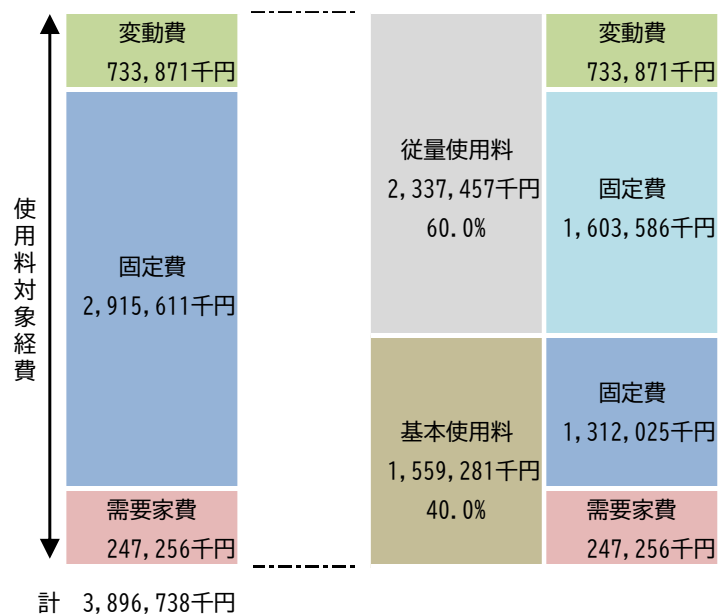 使用料対象経費
変動費
733,871千円
固定費
2,915,611千円
需要家費
247,256千円
計 3,896,738千円
従量使用料
2,337,457千円
60.0%
基本使用料
1,559,281千円
40.0%
変動費
733,871千円
固定費
1,603,586千円
固定費
1,312,025千円
需要家費
247,256千円